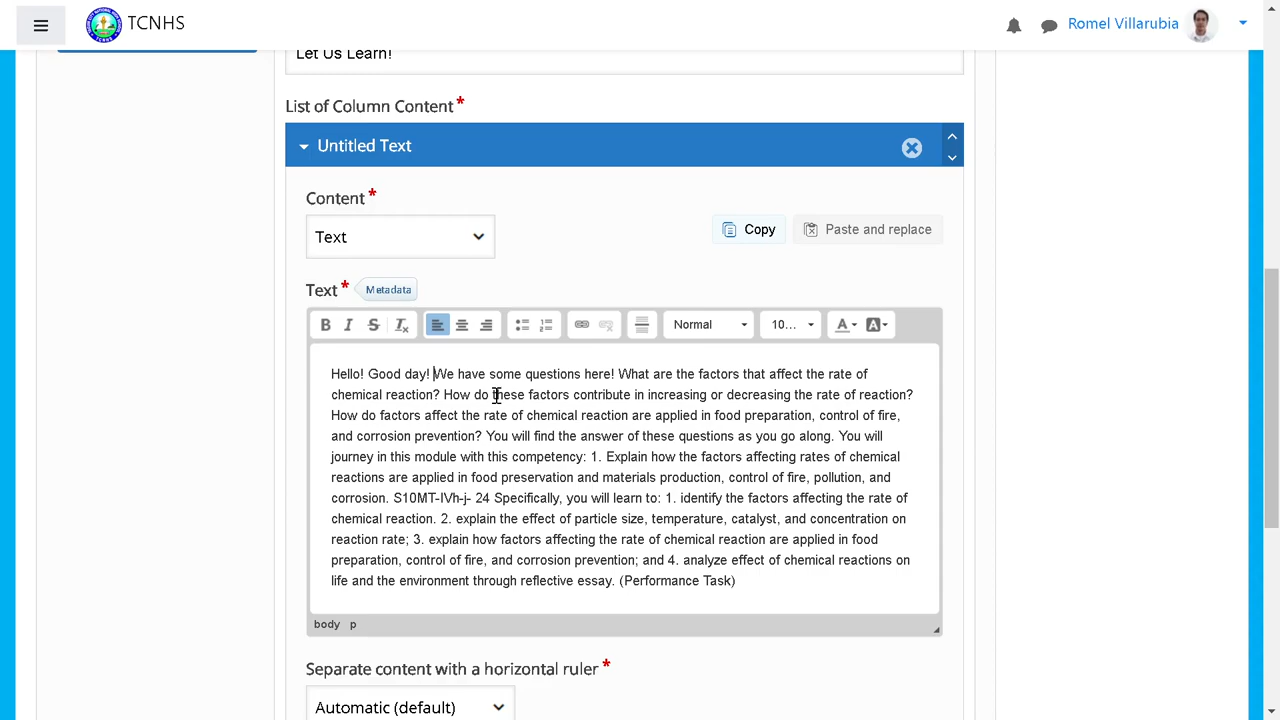 TCNHS
Romel Villarubia
Let Us Learn!
List of Column Content *
Untitled Text
Content *
Text
Copy
Paste and replace
Text *
Metadata
B I S Tx
Normal
10...
A
A
Hello! Good day! We have some questions here! What are the factors that affect the rate of
chemical reaction? How do these factors contribute in increasing or decreasing the rate of reaction?
How do factors affect the rate of chemical reaction are applied in food preparation, control of fire,
and corrosion prevention? You will find the answer of these questions as you go along. You will
journey in this module with this competency: 1. Explain how the factors affecting rates of chemical
reactions are applied in food preservation and materials production, control of fire, pollution, and
corrosion. S10MT-IVh-j- 24 Specifically, you will learn to: 1. identify the factors affecting the rate of
chemical reaction. 2. explain the effect of particle size, temperature, catalyst, and concentration on
reaction rate; 3. explain how factors affecting the rate of chemical reaction are applied in food
preparation, control of fire, and corrosion prevention; and 4. analyze effect of chemical reactions on
life and the environment through reflective essay. (Performance Task)
body p
Separate content with a horizontal ruler *
Automatic (default)